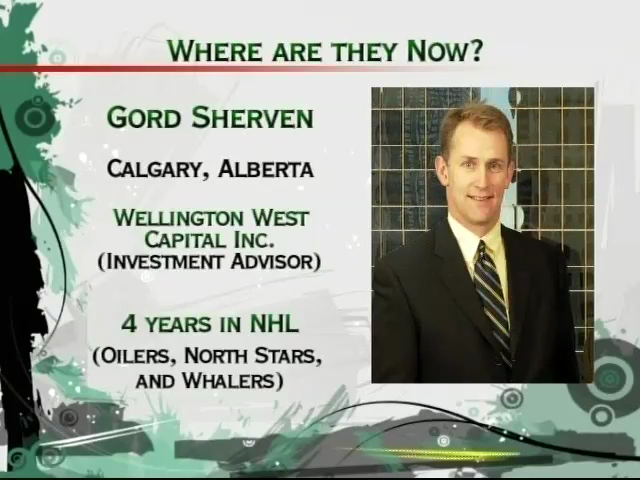 Where are they Now?
Gord Sherven
Calgary, Alberta
Wellington West
Capital Inc.
(Investment Advisor)
4 years in NHL
(Oilers, North Stars,
and Whalers)